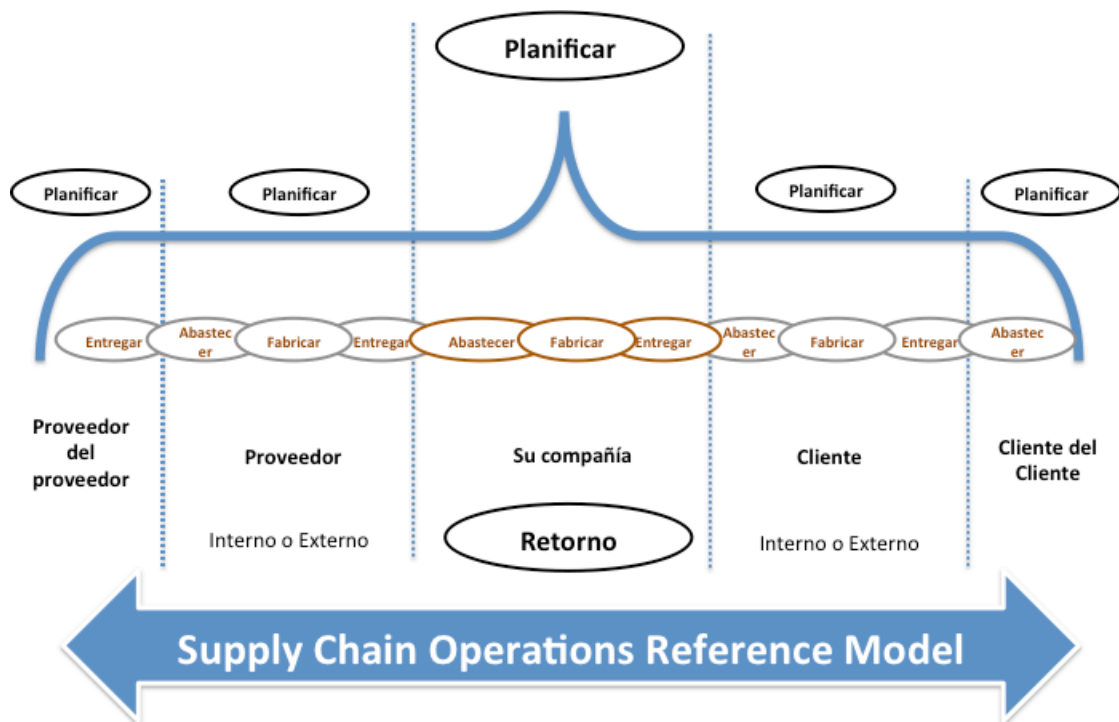 Planificar
Planificar
Planificar
Planificar
Planificar
Entregar
Abastec
er
Fabricar
Entregar
Abastecer
Fabricar
Entregar
Abastec
er
Fabricar
Entregar
Abastec
er
Proveedor
del
proveedor
Proveedor
Su compañía
Cliente
Cliente del
Cliente
Interno o Externo
Retorno
Interno o Externo
Supply Chain Operations Reference Model